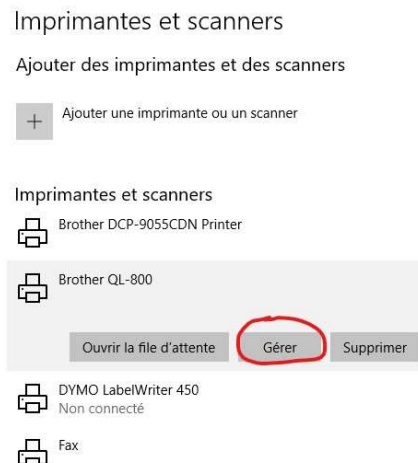 Imprimantes et scanners
Ajouter des imprimantes et des scanners
Ajouter une imprimante ou un scanner
Imprimantes et scanners
Brother DCP-9055CDN Printer
Brother QL-800
Ouvrir la file d'attente Gérer Supprimer
DYMO LabelWriter 450
Non connecté
Fax